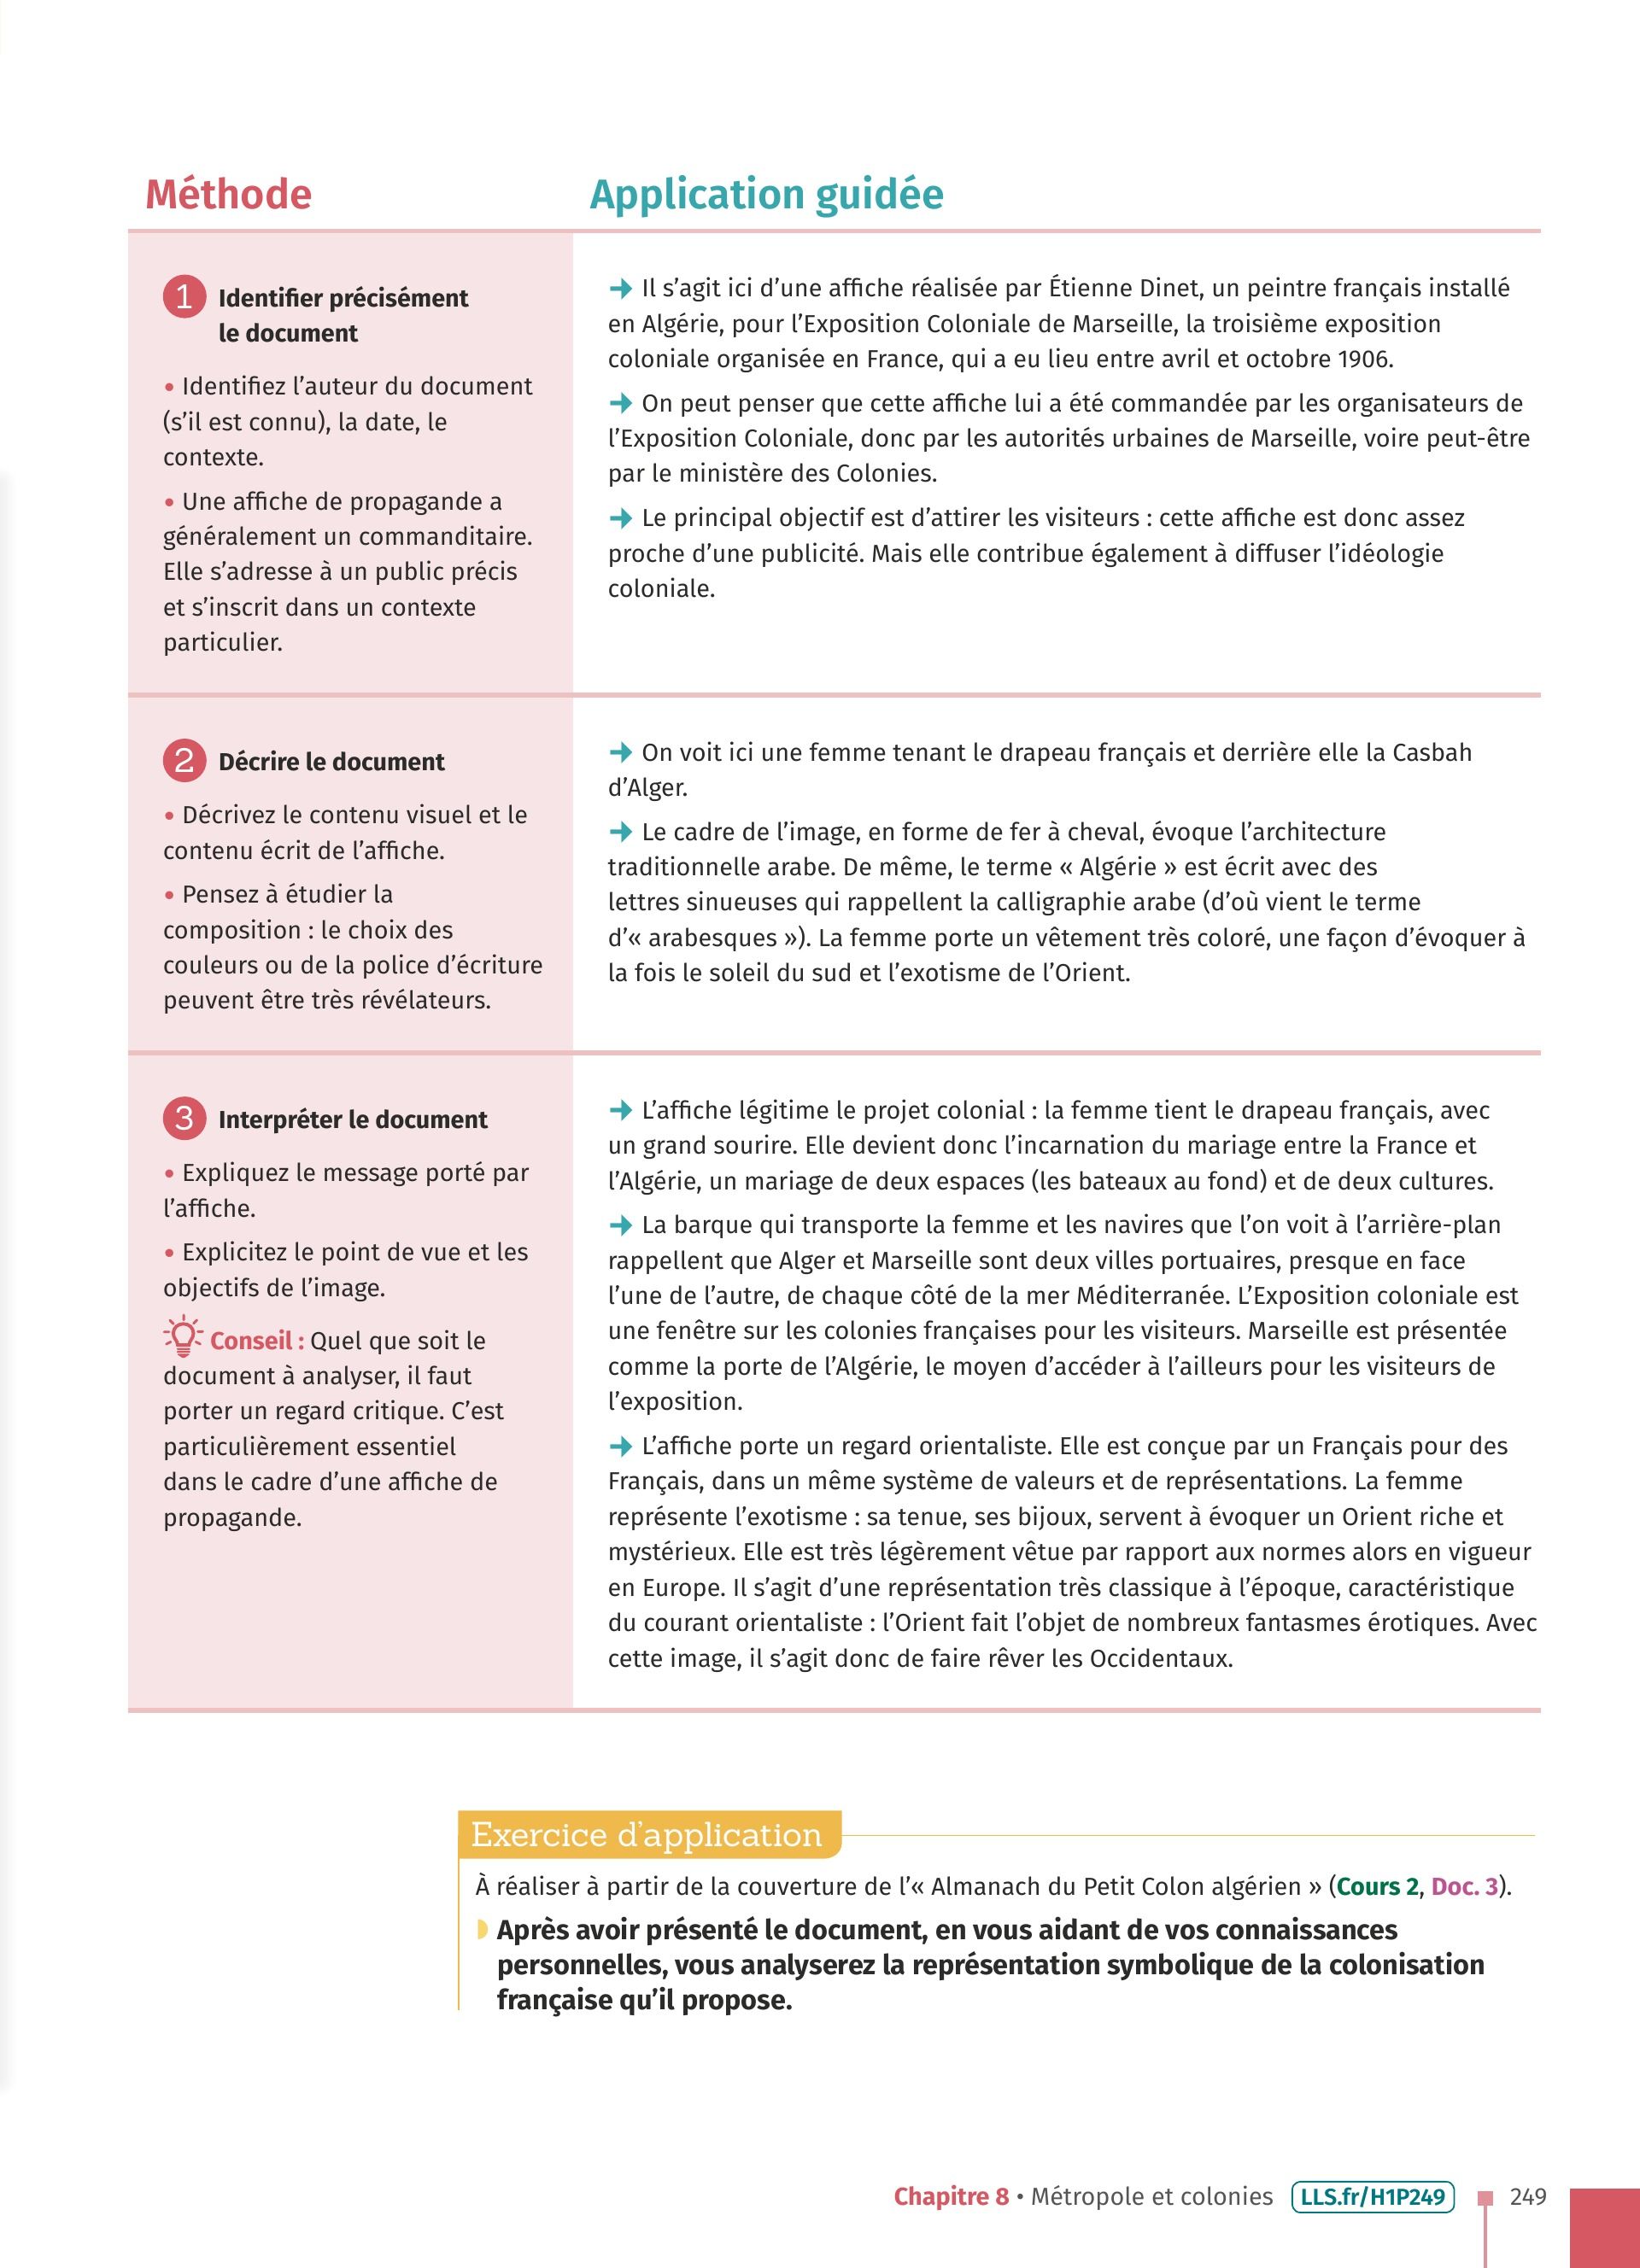 Méthode
Application guidée
1 Identifier précisément
le document
• Identifiez l’auteur du document
(s’il est connu), la date, le
contexte.
• Une affiche de propagande a
généralement un commanditaire.
Elle s’adresse à un public précis
et s’inscrit dans un contexte
particulier.
➜ Il s’agit ici d’une affiche réalisée par Étienne Dinet, un peintre français installé
en Algérie, pour l’Exposition Coloniale de Marseille, la troisième exposition
coloniale organisée en France, qui a eu lieu entre avril et octobre 1906.
➜ On peut penser que cette affiche lui a été commandée par les organisateurs de
l’Exposition Coloniale, donc par les autorités urbaines de Marseille, voire peut-être
par le ministère des Colonies.
➜ Le principal objectif est d’attirer les visiteurs : cette affiche est donc assez
proche d’une publicité. Mais elle contribue également à diffuser l’idéologie
coloniale.
2 Décrire le document
• Décrivez le contenu visuel et le
contenu écrit de l’affiche.
• Pensez à étudier la
composition : le choix des
couleurs ou de la police d’écriture
peuvent être très révélateurs.
➜ On voit ici une femme tenant le drapeau français et derrière elle la Casbah
d’Alger.
➜ Le cadre de l’image, en forme de fer à cheval, évoque l’architecture
traditionnelle arabe. De même, le terme « Algérie » est écrit avec des
lettres sinueuses qui rappellent la calligraphie arabe (d’où vient le terme
d’« arabesques »). La femme porte un vêtement très coloré, une façon d’évoquer à
la fois le soleil du sud et l’exotisme de l’Orient.
3 Interpréter le document
• Expliquez le message porté par
l’affiche.
• Explicitez le point de vue et les
objectifs de l’image.
Conseil : Quel que soit le
document à analyser, il faut
porter un regard critique. C’est
particulièrement essentiel
dans le cadre d’une affiche de
propagande.
➜ L’affiche légitime le projet colonial : la femme tient le drapeau français, avec
un grand sourire. Elle devient donc l’incarnation du mariage entre la France et
l’Algérie, un mariage de deux espaces (les bateaux au fond) et de deux cultures.
➜ La barque qui transporte la femme et les navires que l’on voit à l’arrière-plan
rappellent que Alger et Marseille sont deux villes portuaires, presque en face
l’une de l’autre, de chaque côté de la mer Méditerranée. L’Exposition coloniale est
une fenêtre sur les colonies françaises pour les visiteurs. Marseille est présentée
comme la porte de l’Algérie, le moyen d’accéder à l’ailleurs pour les visiteurs de
l’exposition.
➜ L’affiche porte un regard orientaliste. Elle est conçue par un Français pour des
Français, dans un même système de valeurs et de représentations. La femme
représente l’exotisme : sa tenue, ses bijoux, servent à évoquer un Orient riche et
mystérieux. Elle est très légèrement vêtue par rapport aux normes alors en vigueur
en Europe. Il s’agit d’une représentation très classique à l’époque, caractéristique
du courant orientaliste : l’Orient fait l’objet de nombreux fantasmes érotiques. Avec
cette image, il s’agit donc de faire rêver les Occidentaux.
Exercice d’application
À réaliser à partir de la couverture de l’« Almanach du Petit Colon algérien » (Cours 2, Doc. 3).
Après avoir présenté le document, en vous aidant de vos connaissances
personnelles, vous analyserez la représentation symbolique de la colonisation
française qu’il propose.
Chapitre 8 • Métropole et colonies LLS.fr/H1P249 249